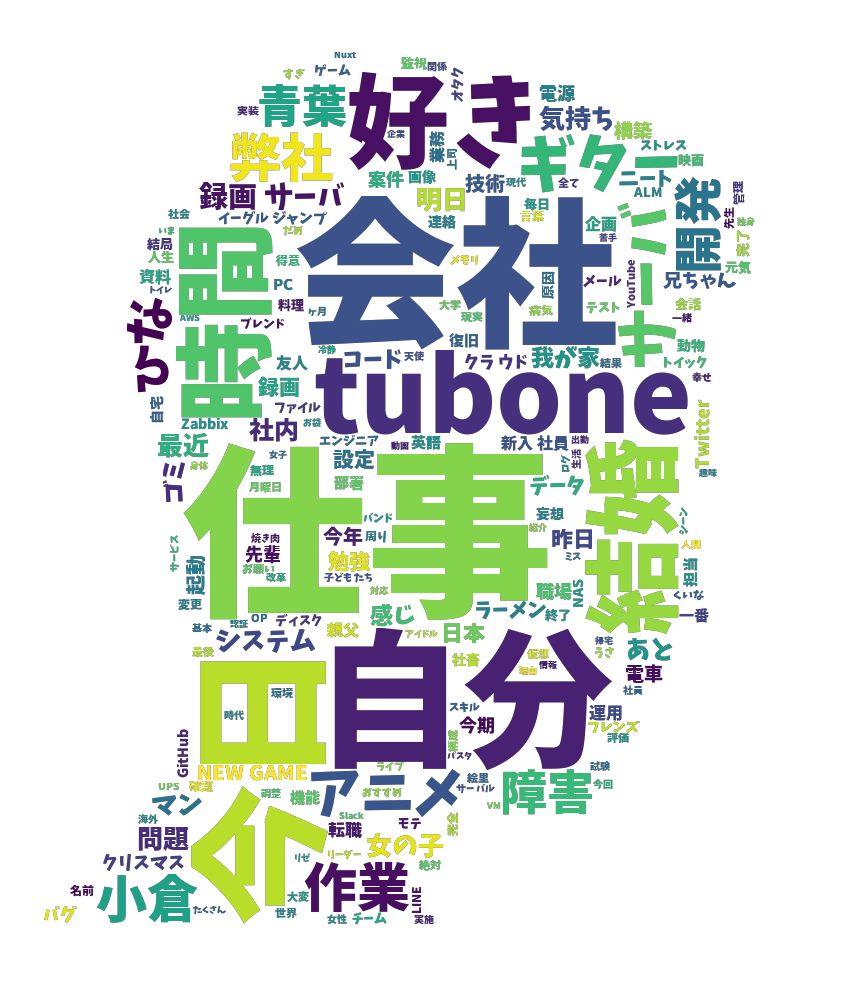 Nuxt
監視
関係
すぎ
ゲーム
オタク
好き
電源
青葉
実装
気持ち
構築
企業
業務
上司
ストレス
弊社
ギター
映画
案件
画像
技術
現代
全て
ニート
ALM
録画
サーバ
明日
開発
管理
毎日
先生
社会
イーグル
ジャンプ
連絡
言葉
企画
サーバー
いま
だめ
会社
苦手
結局
時間
完了
人生
得意
メモリ
元気
資料
PC
原因
メール
YouTube
兄ちゃん
トイレ
料理
ヶ月
大学
病気
テスト
会話
ひな
AWS
ブレンド
現実
一緒
復旧
動物
冷静
コード
天使
クラ
ウド
我が家
結果
トイック
友人
tubone
幸せ
録画
自宅
ファイル
Zabbix
社内
お袋
Twitter
最近
エンジニア
動画
英語
新入
社員
出勤
仕事
女子
設定
ログ
生活
結婚
趣味
ゴミ
身体
無理
月曜日
部署
データ
バンド
妄想
シーン
サービス
焼き肉
今年
周り
紹介
昨日
先輩
勉強
ミス
人間
起動
お願い
改革
子ども
たち
対応
職場
NAS
担当
くいな
変更
感じ
ラーメン
終了
一番
OP
ディスク
基本
認証
親父
アイドル
日本
システム
帰宅
あと
最後
社畜
仮想
うさ
理由
情報
電車
自分
社員
日
環境
時代
スキル
今期
運用
フレンズ
評価
GitHub
パスタ
NEW GAME
ライブ
試験
アニメ
絵里
サー
バル
障害
今回
UPS
確認
調整
機能
おすすめ
VM
マン
海外
今
Slack
転職
モテ
完全
問題
女の子
クリスマス
リゼ
リーダー
絶対
名前
小倉
作業
LINE
大変
バグ
たくさん
世界
女性
チーム
実施